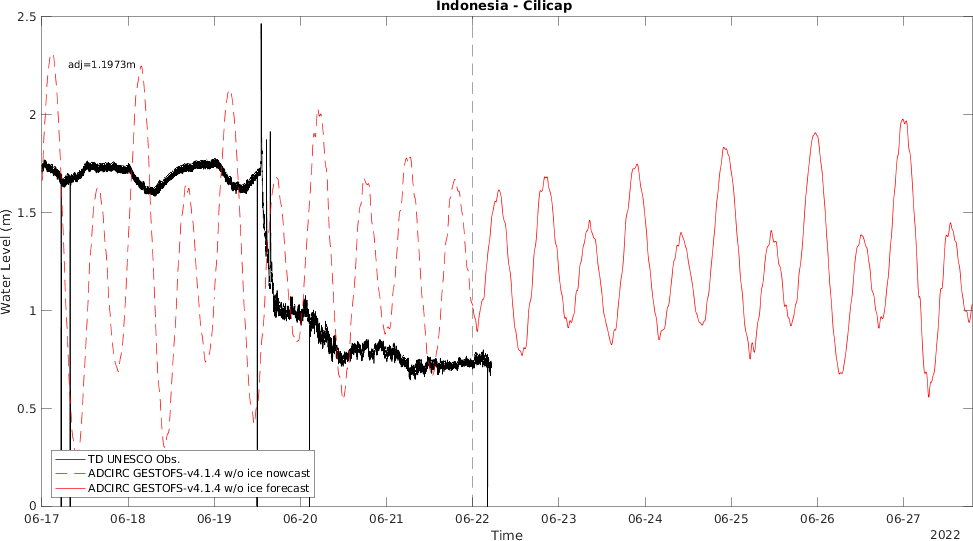 Indonesia - Cilicap
2.5
adj=1.1973m
2
1.5
Water Level (m)
1
0.5
TD UNESCO Obs.
ADCIRC GESTOFS-v4.1.4 w/o ice nowcast
ADCIRC GESTOFS-v4.1.4 w/o ice forecast
0
06-17 06-18 06-19 06-20 06-21 06-22 06-23 06-24 06-25 06-26 06-27
Time
2022